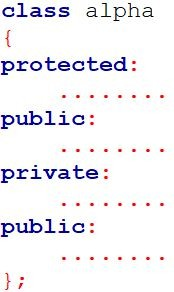 class alpha
{
protected:
........
public:
........
private:
........
public:
........
};